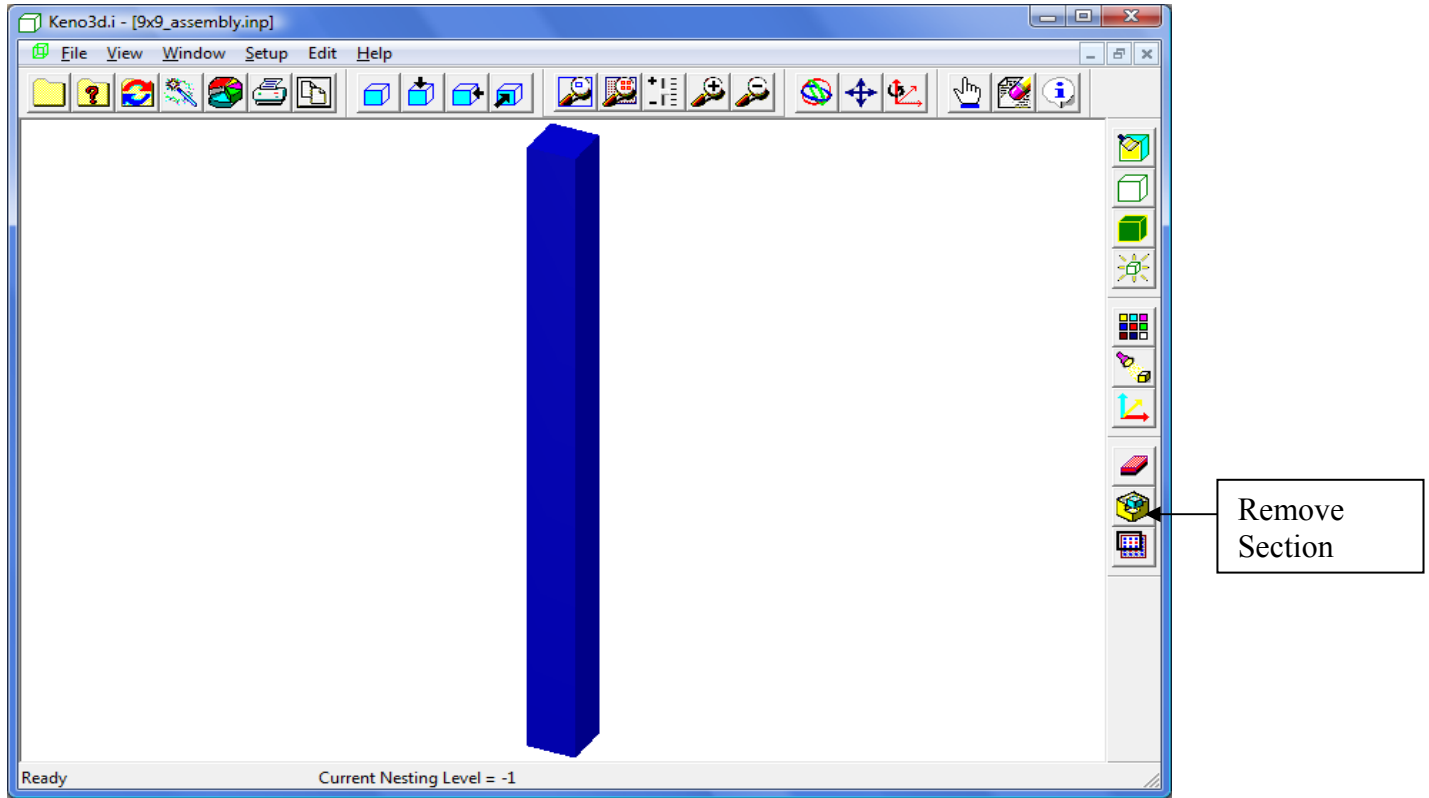 Keno3d.i - [9x9_assembly.inp]
File View Window Setup Edit Help
Remove
Section
Ready Current Nesting Level = -1